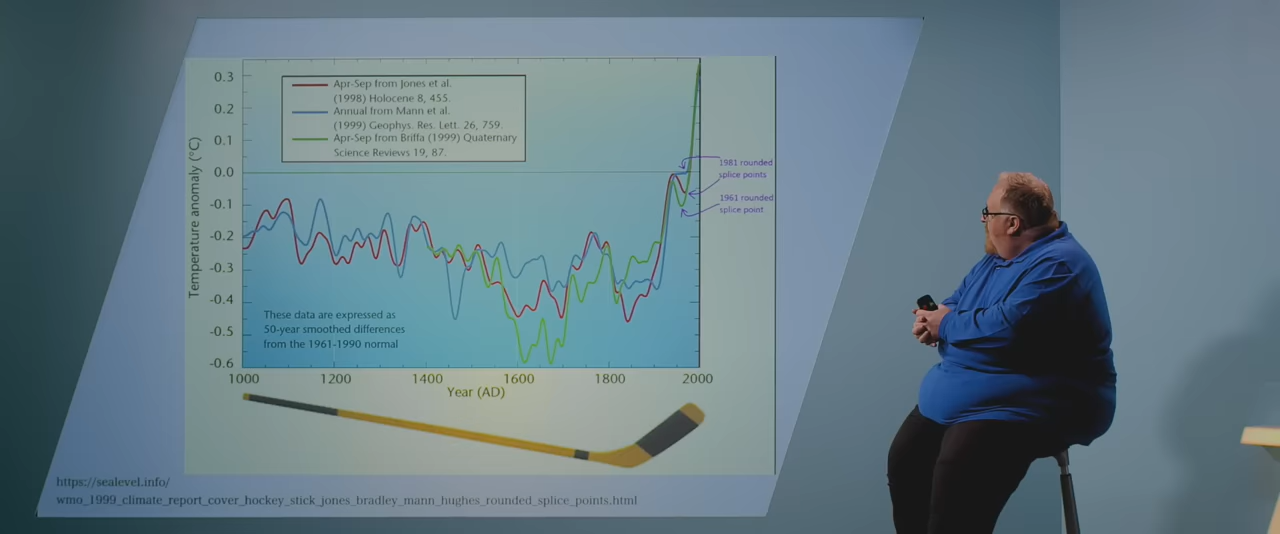 Apr-Sep from Jones et al.
(1998) Holocene 8, 455.
Annual from Mann et al.
(1999) Geophys. Res. Lett. 26, 759.
Apr-Sep from Briffa (1999) Quaternary
Science Reviews 19, 87.
0.3
0.2
0.1
0.0
-0.1
-0.2
-0.3
-0.4
-0.5
-0.6
Temperature anomaly (°C)
1981 rounded
splice points
1961 rounded
splice point
These data are expressed as
50-year smoothed differences
from the 1961-1990 normal
1000 1200 1400 1600 1800 2000
Year (AD)
https://sealevel.info/
wmo_1999_climate_report_cover_hockey_stick_jones_bradley_mann_hughes_rounded_splice_points.html